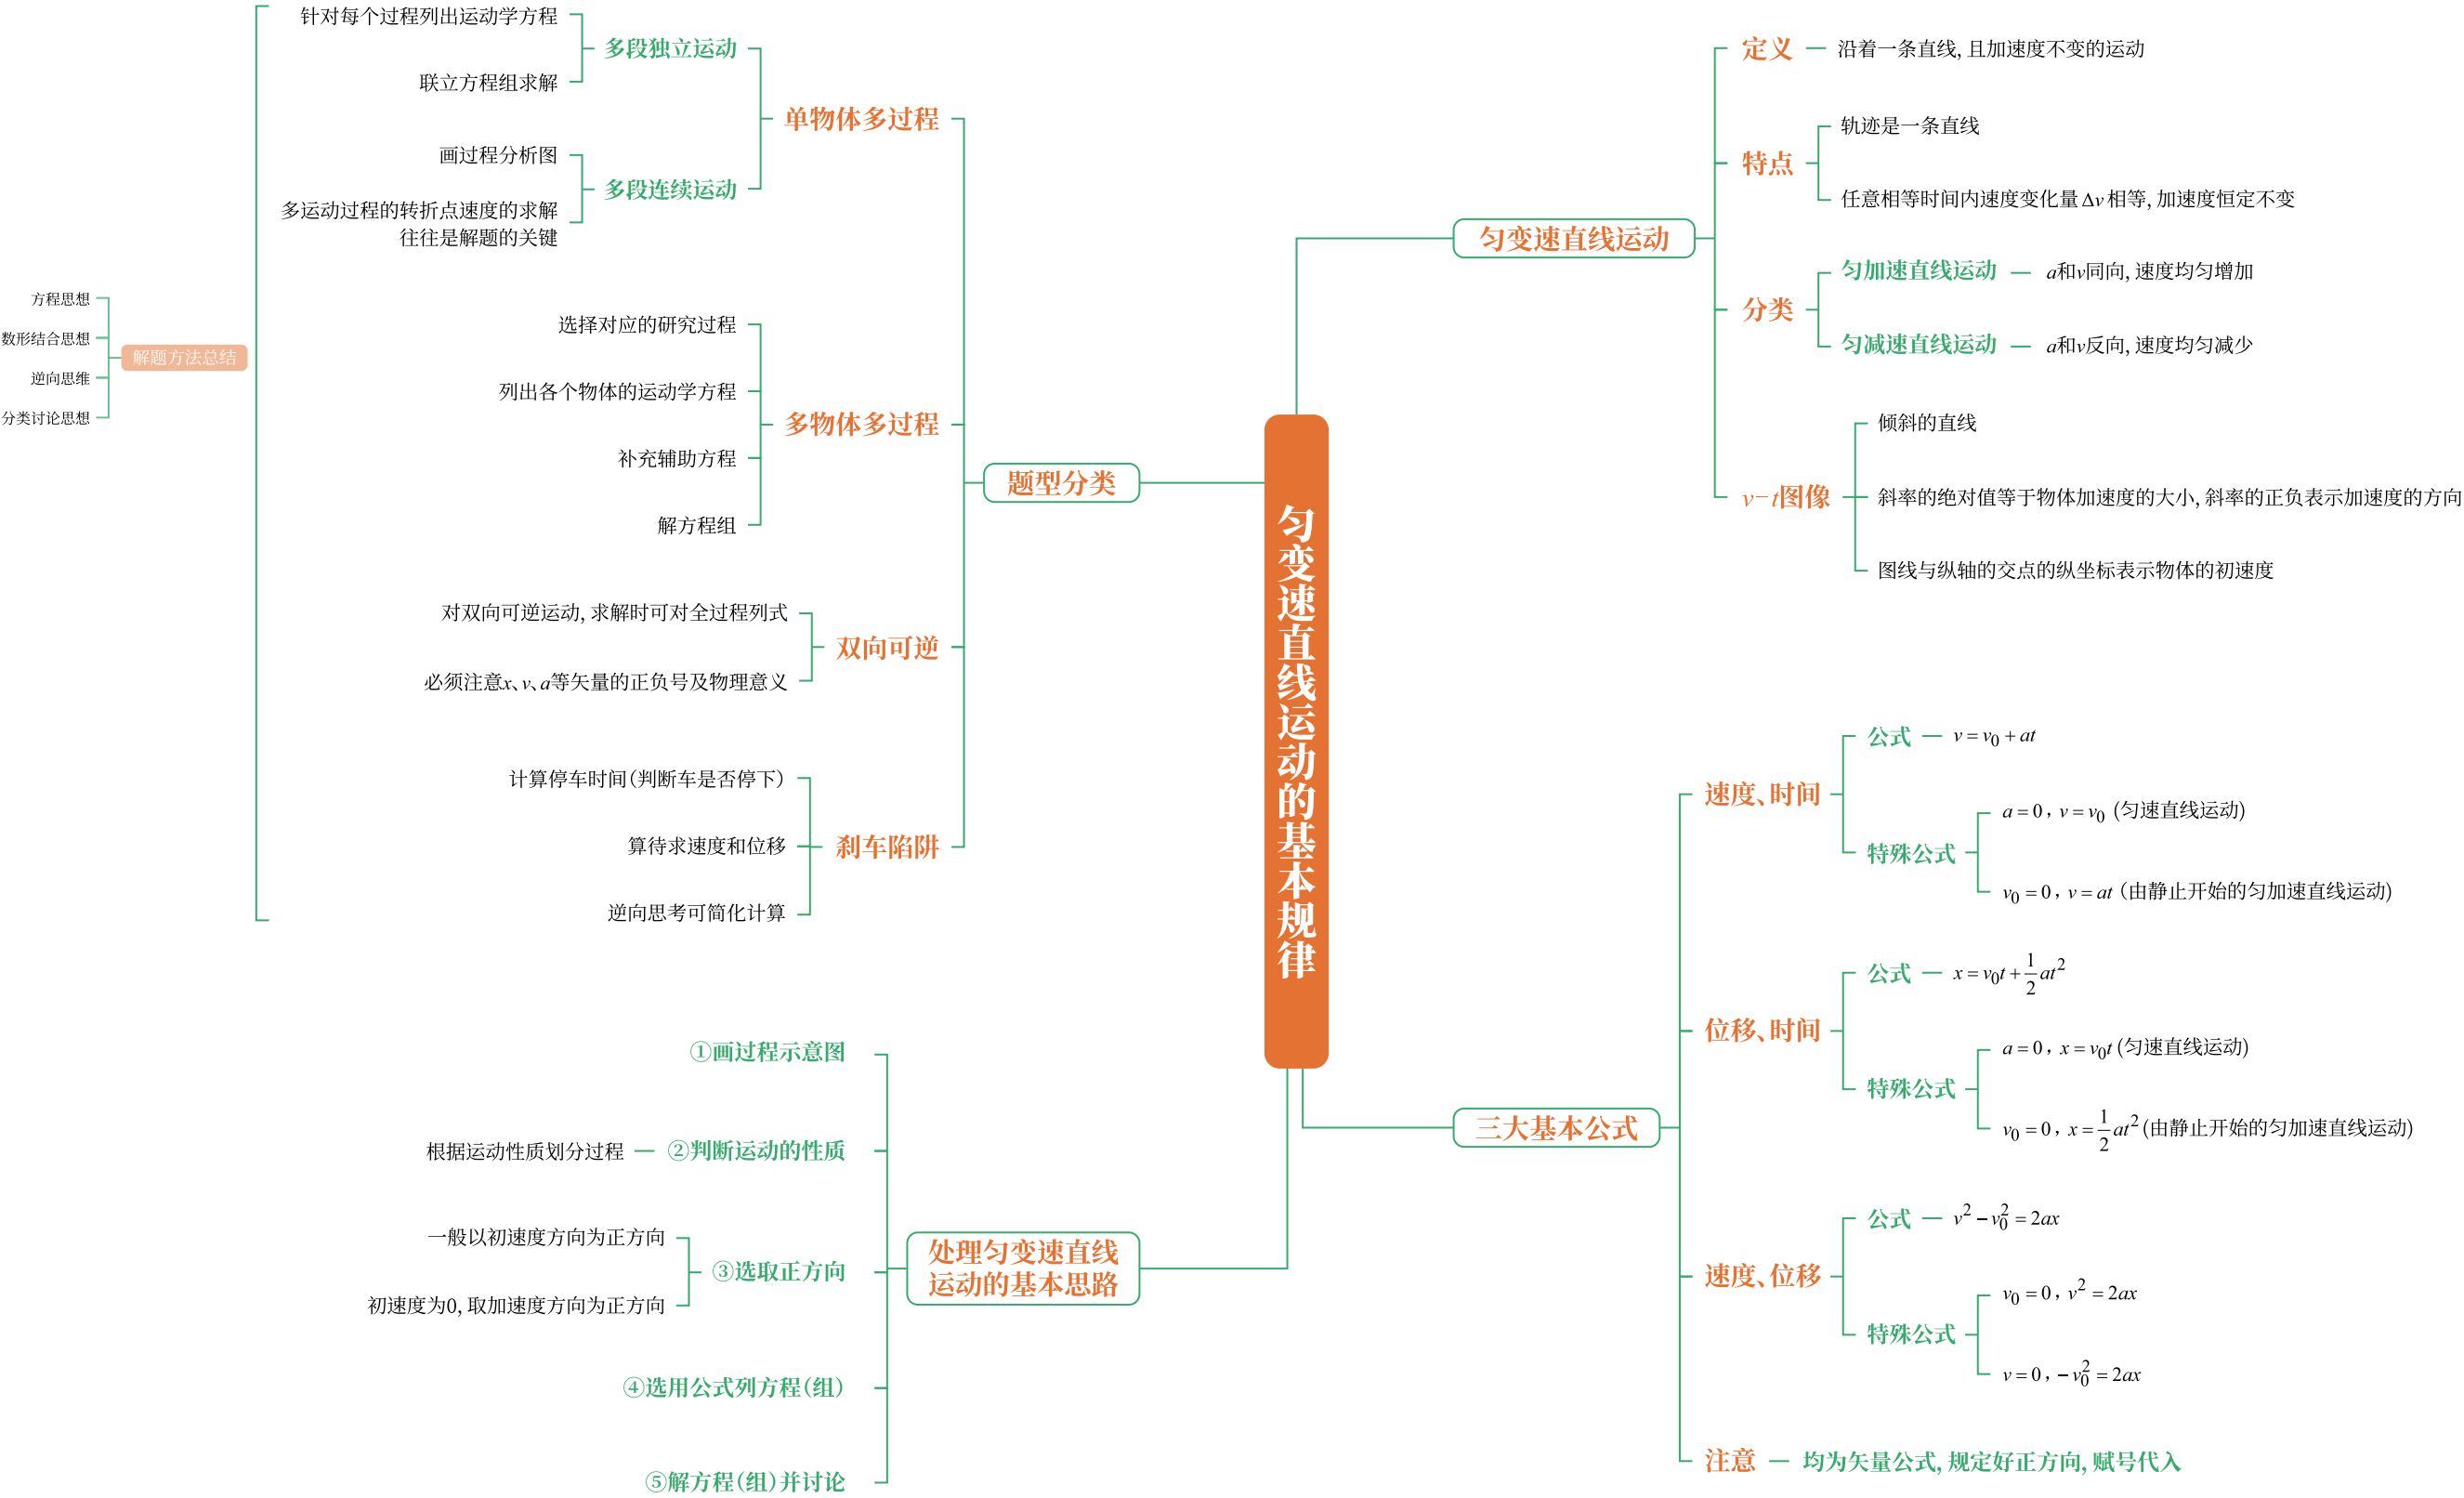 匀变速直线运动的基本规律
匀变速直线运动
定义
沿着一条直线, 且加速度不变的运动
特点
轨迹是一条直线
任意相等时间内速度变化量 Δv 相等, 加速度恒定不变
分类
匀加速直线运动
a和v同向, 速度均匀增加
匀减速直线运动
a和v反向, 速度均匀减少
v－t图像
倾斜的直线
斜率的绝对值等于物体加速度的大小, 斜率的正负表示加速度的方向
图线与纵轴的交点的纵坐标表示物体的初速度
三大基本公式
速度、时间
公式
v = v₀ + at
特殊公式
a = 0 , v = v₀ (匀速直线运动)
v₀ = 0 , v = at (由静止开始的匀加速直线运动)
位移、时间
公式
x = v₀t + 1/2 at²
特殊公式
a = 0 , x = v₀t (匀速直线运动)
v₀ = 0 , x = 1/2 at² (由静止开始的匀加速直线运动)
速度、位移
公式
v² － v₀² = 2ax
特殊公式
v₀ = 0 , v² = 2ax
v = 0 , － v₀² = 2ax
注意
均为矢量公式, 规定好正方向, 赋号代入
题型分类
单物体多过程
多段独立运动
针对每个过程列出运动学方程
联立方程组求解
多段连续运动
画过程分析图
多运动过程的转折点速度的求解
往往是解题的关键
多物体多过程
选择对应的研究过程
列出各个物体的运动学方程
补充辅助方程
解方程组
双向可逆
对双向可逆运动, 求解时可对全过程列式
必须注意x、v、a等矢量的正负号及物理意义
刹车陷阱
计算停车时间(判断车是否停下)
算待求速度和位移
逆向思考可简化计算
解题方法总结
方程思想
数形结合思想
逆向思维
分类讨论思想
处理匀变速直线
运动的基本思路
①画过程示意图
②判断运动的性质
根据运动性质划分过程
③选取正方向
一般以初速度方向为正方向
初速度为0, 取加速度方向为正方向
④选用公式列方程(组)
⑤解方程(组)并讨论